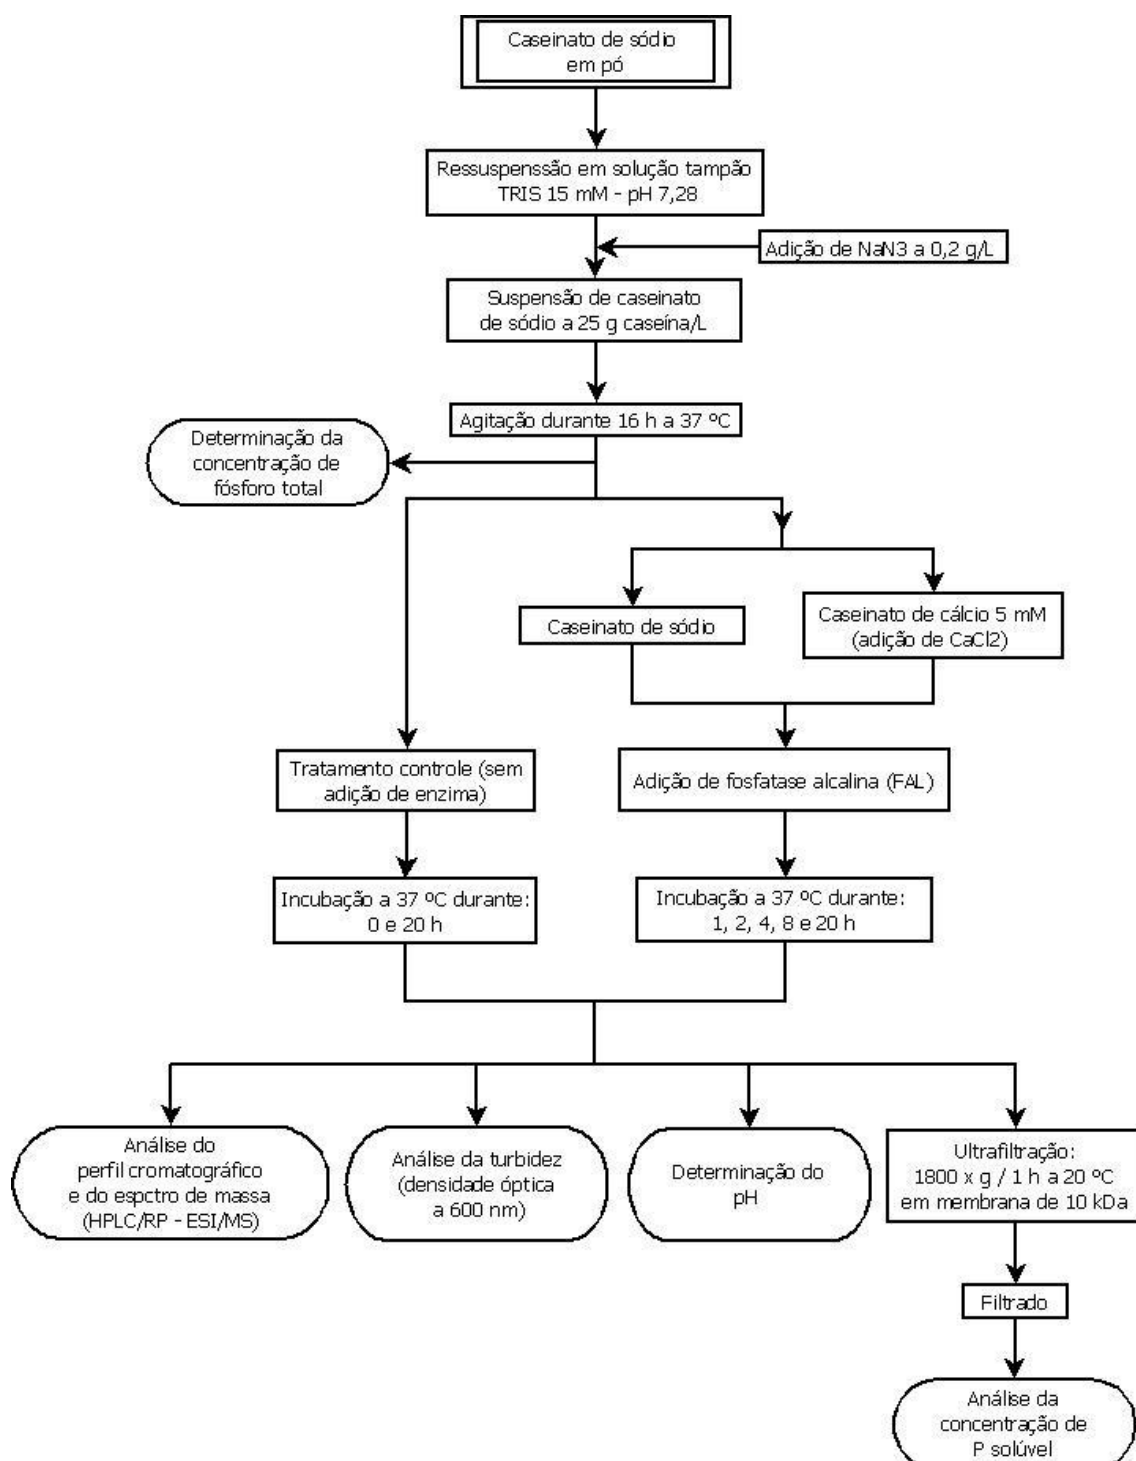 Caseinato de sódio
em pó
Ressuspenssão em solução tampão
TRIS 15 mM - pH 7,28
Adição de NaN3 a 0,2 g/L
Suspensão de caseinato
de sódio a 25 g caseína/L
Agitação durante 16 h a 37 ºC
Determinação da
concentração de
fósforo total
Caseinato de sódio
Caseinato de cálcio 5 mM
(adição de CaCl2)
Tratamento controle (sem
adição de enzima)
Adição de fosfatase alcalina (FAL)
Incubação a 37 ºC durante:
0 e 20 h
Incubação a 37 ºC durante:
1, 2, 4, 8 e 20 h
Análise do
perfil cromatográfico
e do espctro de massa
(HPLC/RP - ESI/MS)
Análise da turbidez
(densidade óptica
a 600 nm)
Determinação do
pH
Ultrafiltração:
1800 x g / 1 h a 20 ºC
em membrana de 10 kDa
Filtrado
Análise da
concentração de
P solúvel